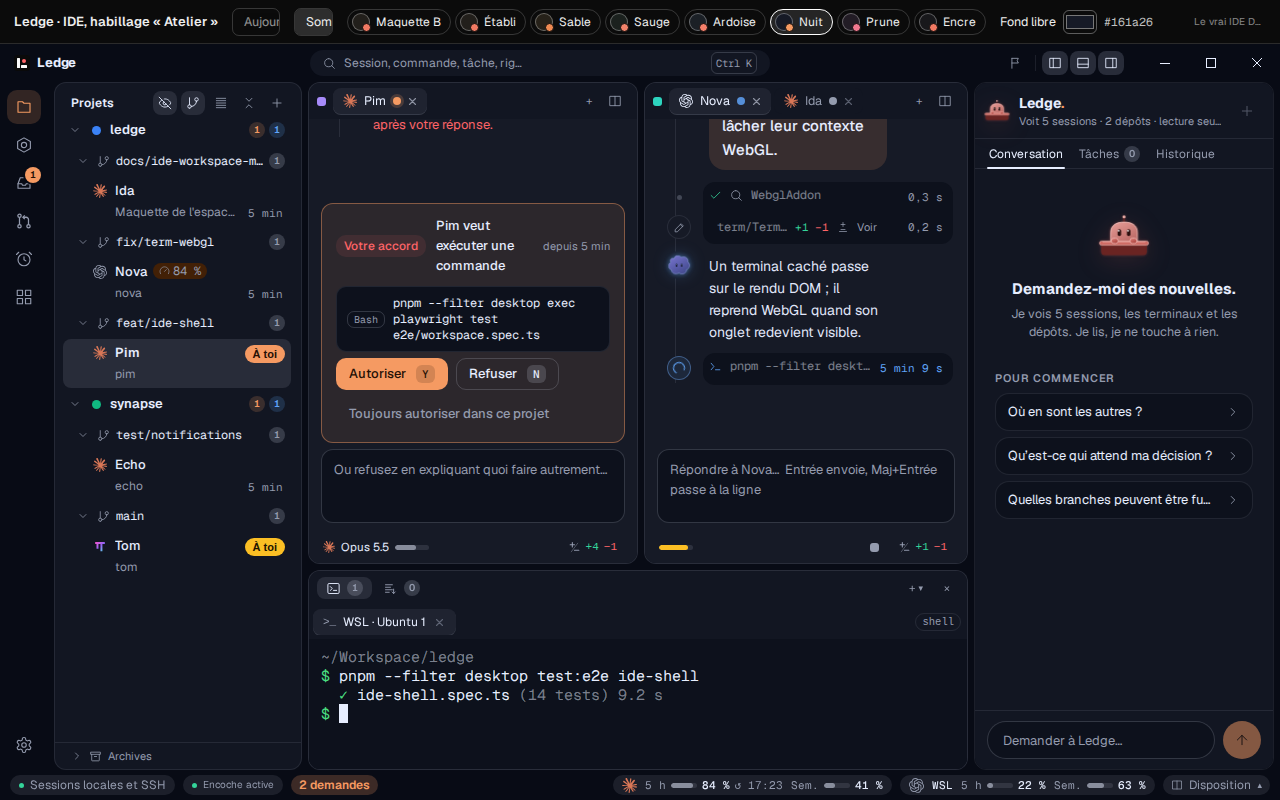 Ledge · IDE, habillage « Atelier »
Aujour
Som
Maquette B
Établi
Sable
Sauge
Ardoise
Nuit
Prune
Encre
Fond libre
#161a26
Le vrai IDE D…
Ledge
Session, commande, tâche, rig…
Ctrl K
Projets
ledge
1
1
docs/ide-workspace-m…
1
Ida
Maquette de l'espac…
5 min
fix/term-webgl
1
Nova
84 %
nova
5 min
feat/ide-shell
1
Pim
À toi
pim
synapse
1
1
test/notifications
1
Echo
echo
5 min
main
1
Tom
À toi
tom
Archives
1
Pim
après votre réponse.
Votre accord
Pim veut
exécuter une
commande
depuis 5 min
Bash
pnpm --filter desktop exec
playwright test
e2e/workspace.spec.ts
Autoriser
Y
Refuser
N
Toujours autoriser dans ce projet
Ou refusez en expliquant quoi faire autrement…
Opus 5.5
+4 −1
Nova
Ida
lâcher leur contexte
WebGL.
WebglAddon
0,3 s
term/Term…
+1 −1
Voir
0,2 s
Un terminal caché passe
sur le rendu DOM ; il
reprend WebGL quand son
onglet redevient visible.
pnpm --filter deskt…
5 min 9 s
Répondre à Nova… Entrée envoie, Maj+Entrée
passe à la ligne
+1 −1
1
0
WSL · Ubuntu 1
shell
~/Workspace/ledge
$ pnpm --filter desktop test:e2e ide-shell
✓ ide-shell.spec.ts (14 tests) 9.2 s
$
Ledge.
Voit 5 sessions · 2 dépôts · lecture seu…
Conversation
Tâches
0
Historique
Demandez-moi des nouvelles.
Je vois 5 sessions, les terminaux et les
dépôts. Je lis, je ne touche à rien.
POUR COMMENCER
Où en sont les autres ?
Qu'est-ce qui attend ma décision ?
Quelles branches peuvent être fu…
Demander à Ledge…
Sessions locales et SSH
Encoche active
2 demandes
5 h
84 %
↺ 17:23
Sem.
41 %
WSL
5 h
22 %
Sem.
63 %
Disposition